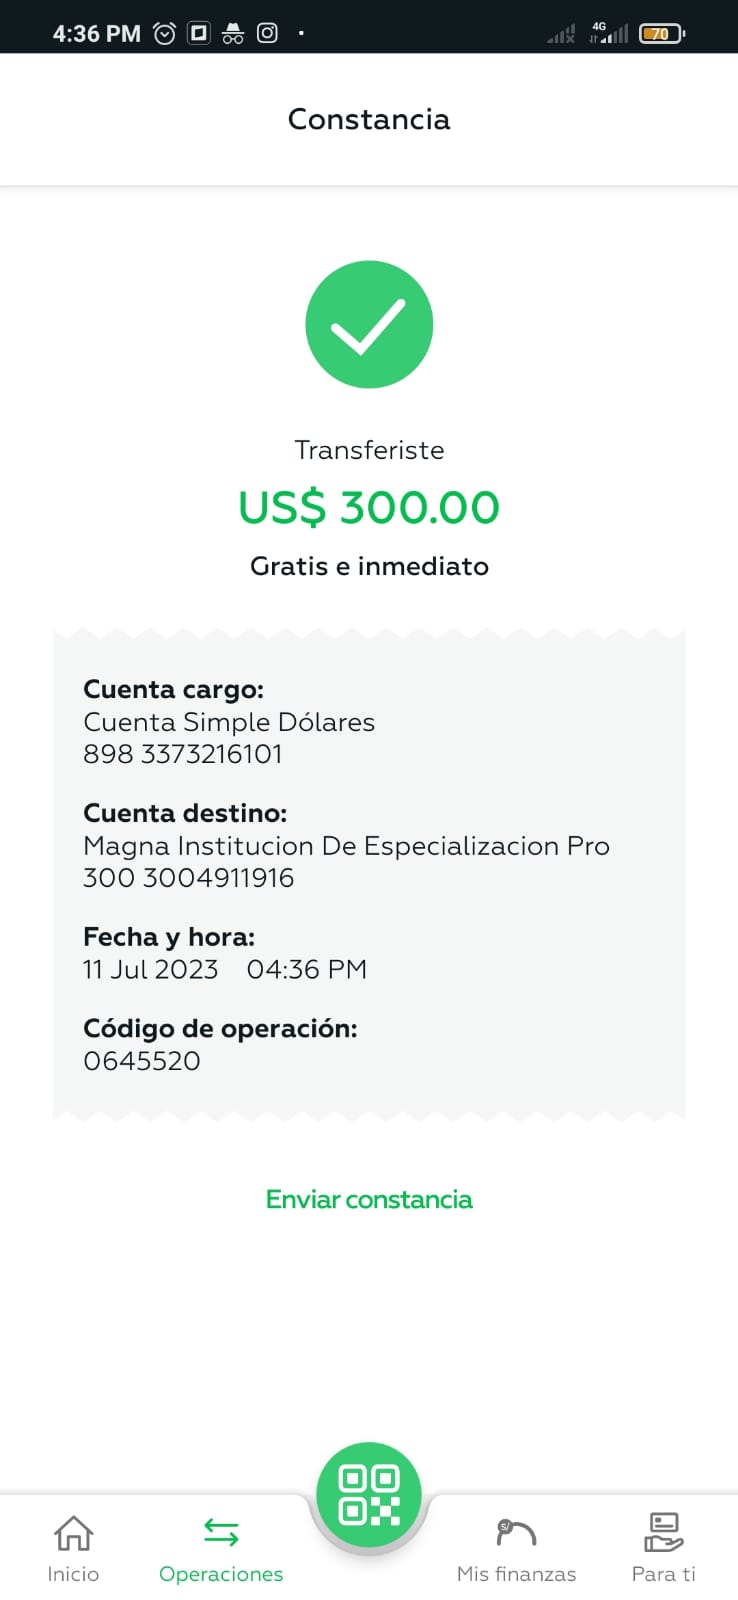 4:36 PM
4G
70
Constancia
Transferiste
US$ 300.00
Gratis e inmediato
Cuenta cargo:
Cuenta Simple Dólares
898 3373216101
Cuenta destino:
Magna Institucion De Especializacion Pro
300 3004911916
Fecha y hora:
11 Jul 2023 04:36 PM
Código de operación:
0645520
Enviar constancia
S/
Inicio
Operaciones
Mis finanzas
Para ti